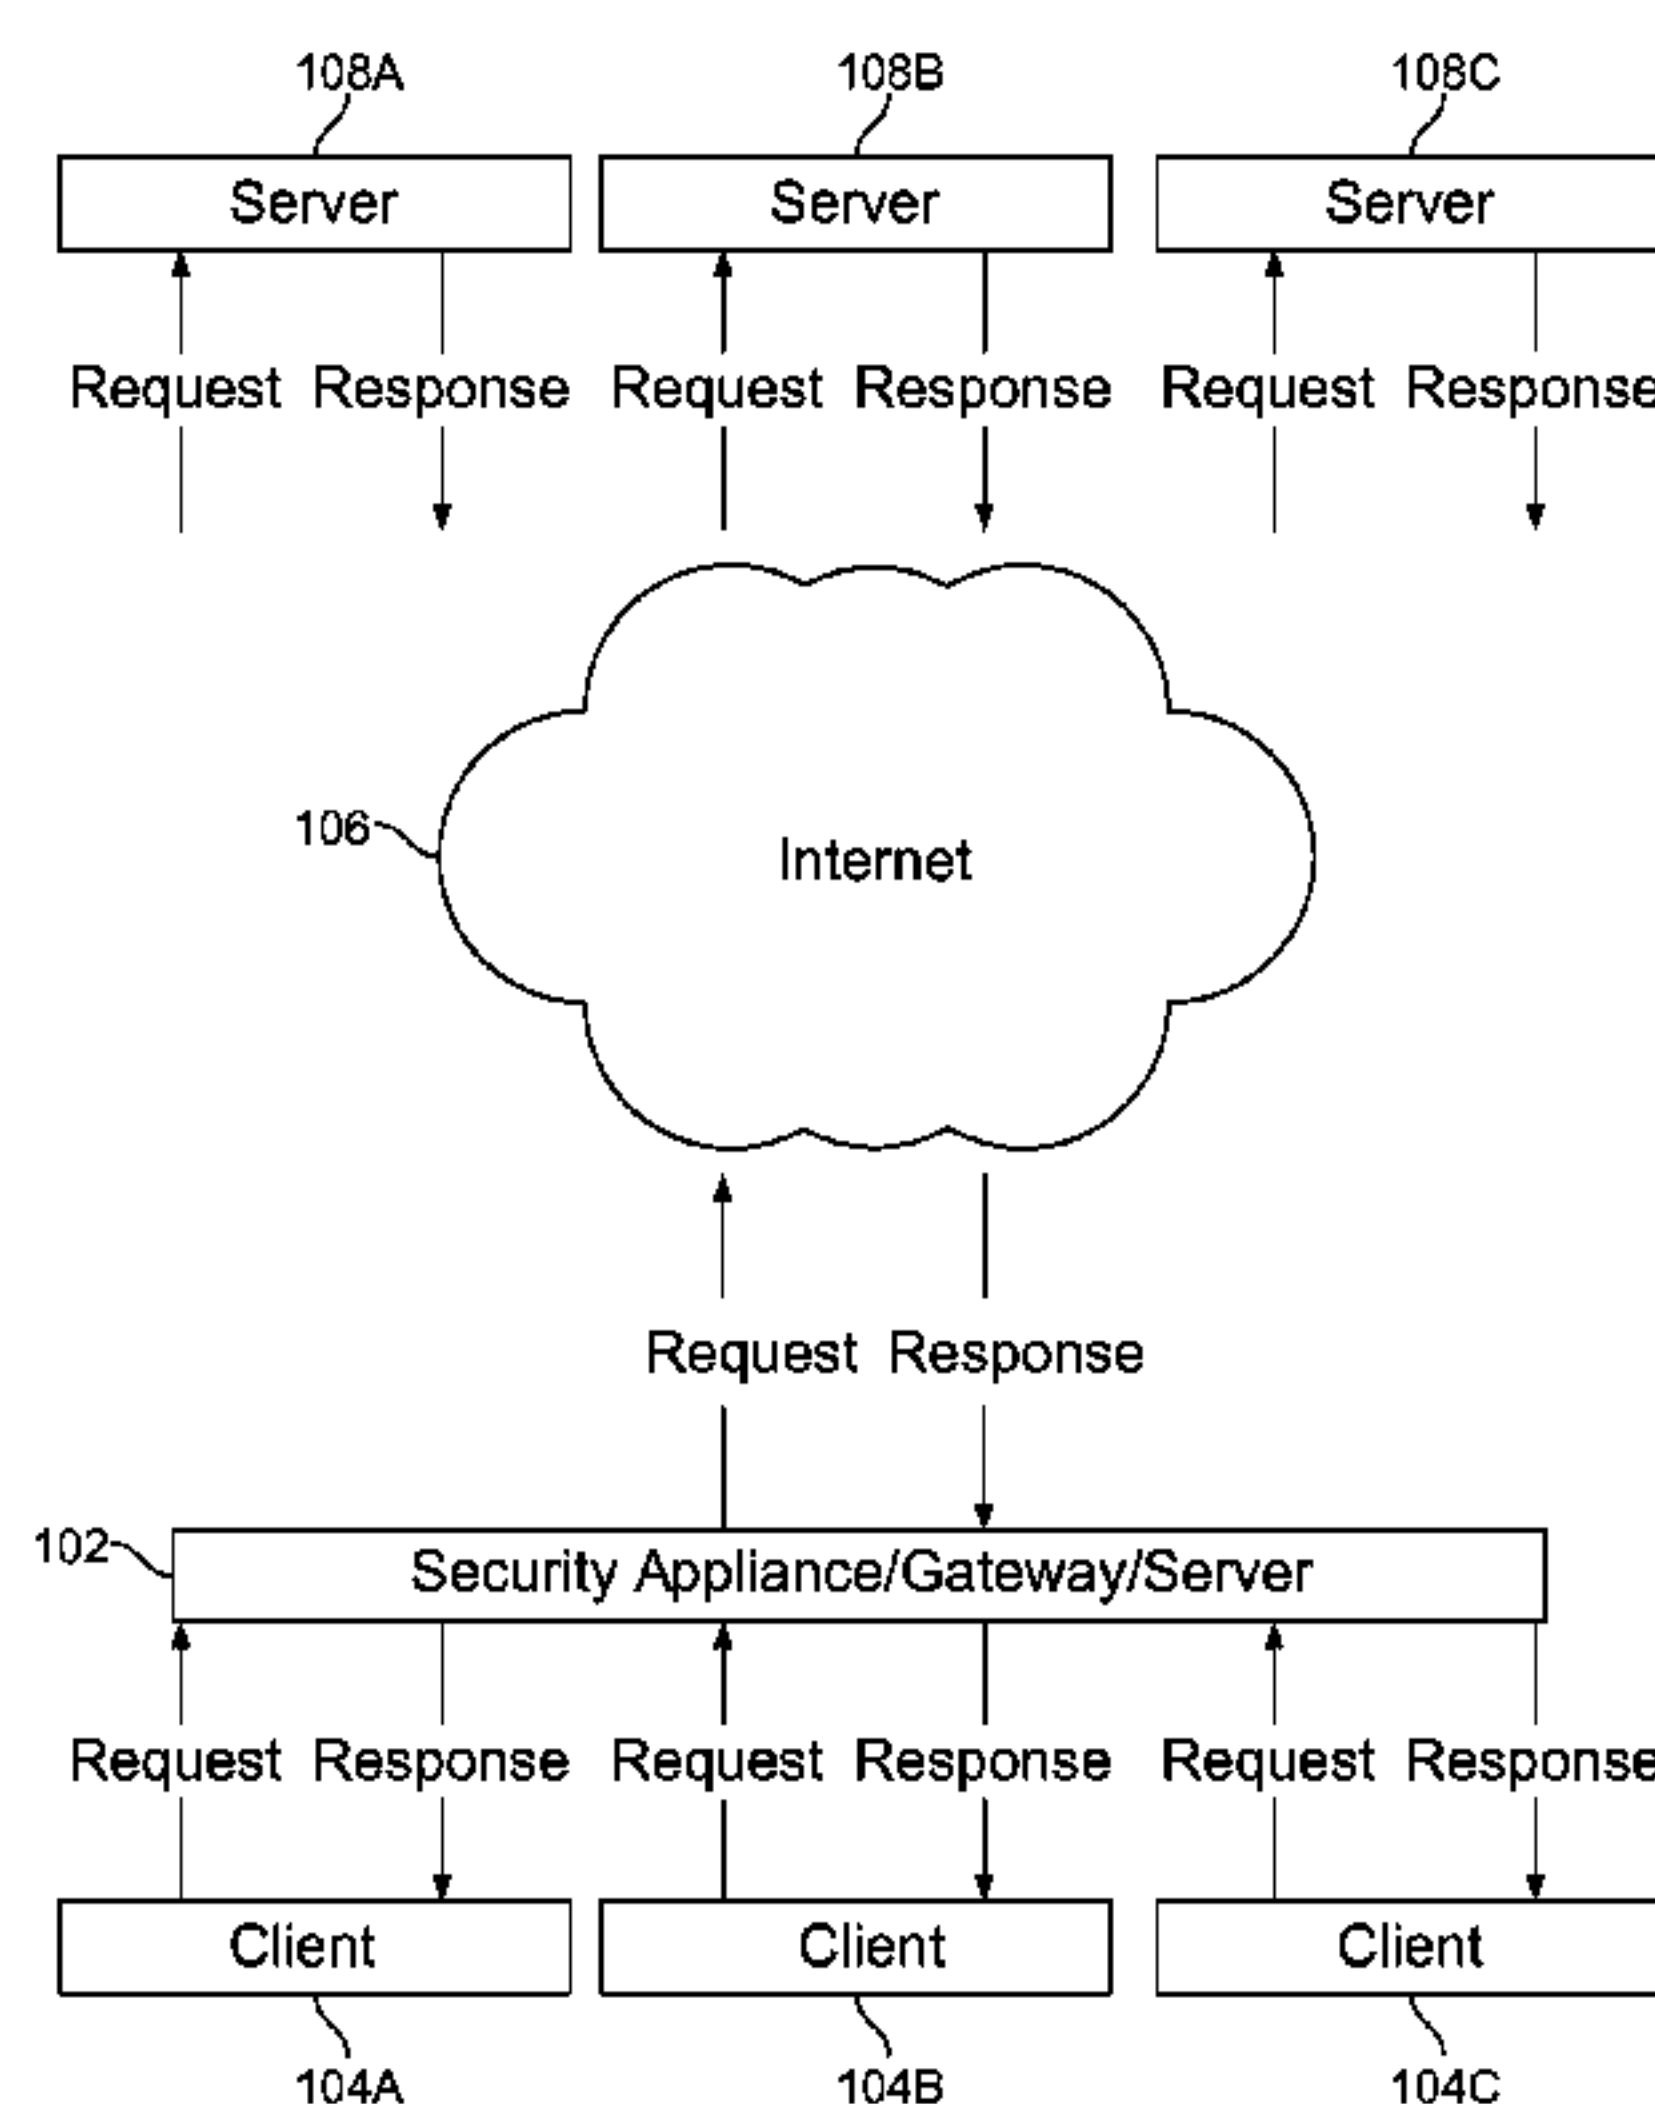 108A 108B 108C
Server Server Server
Request Response Request Response Request Response
106
Internet
Request Response
102
Security Appliance/Gateway/Server
Request Response Request Response Request Response
Client Client Client
104A 104B 104C